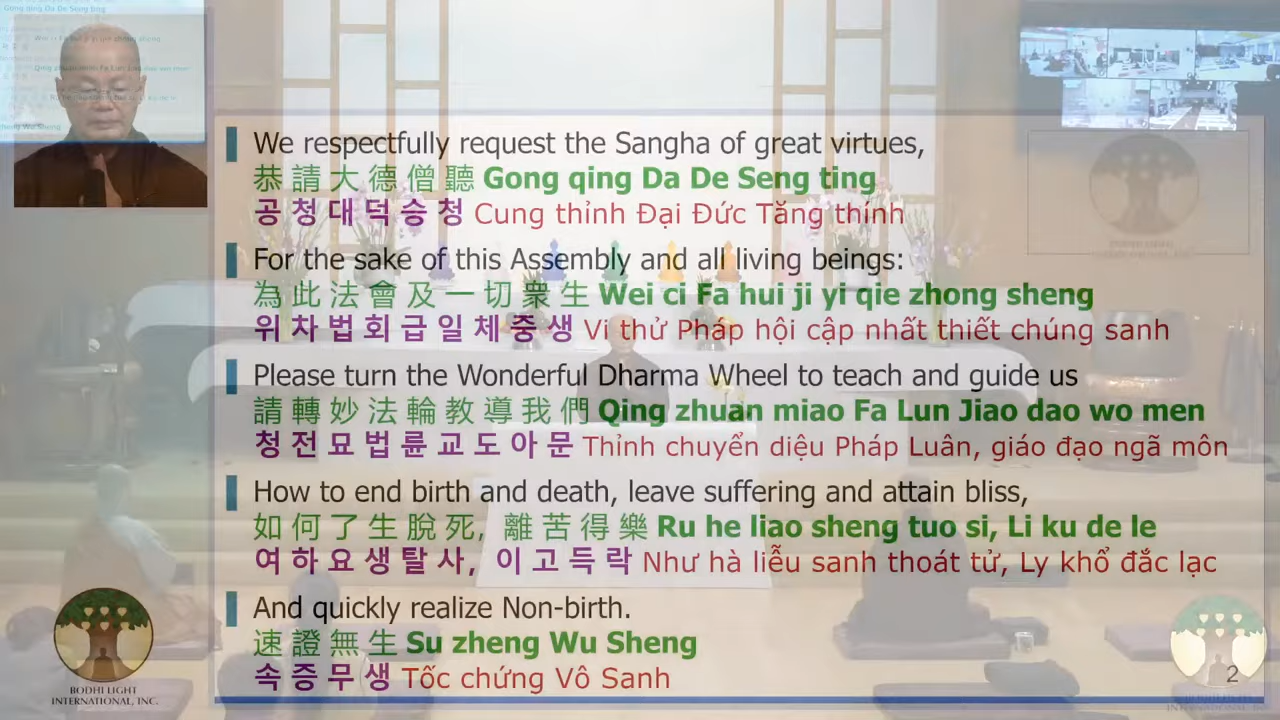 Gong qing Da De Seng ting
We respectfully request the Sangha of great virtues,
恭請大德僧聽 Gong qing Da De Seng ting
공청대덕승청 Cung thỉnh Đại Đức Tăng thính
For the sake of this Assembly and all living beings:
為此法會及一切衆生 Wei ci Fa hui ji yi qie zhong sheng
위차법회급일체중생 Vi thử Pháp hội cập nhất thiết chúng sanh
Please turn the Wonderful Dharma Wheel to teach and guide us
請轉妙法輪教導我們 Qing zhuan miao Fa Lun Jiao dao wo men
청전묘법륜교도아문 Thỉnh chuyển diệu Pháp Luân, giáo đạo ngã môn
How to end birth and death, leave suffering and attain bliss,
如何了生脫死, 離苦得樂 Ru he liao sheng tuo si, Li ku de le
여하요생탈사, 이고득락 Như hà liễu sanh thoát tử, Ly khổ đắc lạc
And quickly realize Non-birth.
速證無生 Su zheng Wu Sheng
속증무생 Tốc chứng Vô Sanh
BODHI LIGHT
INTERNATIONAL, INC.
2